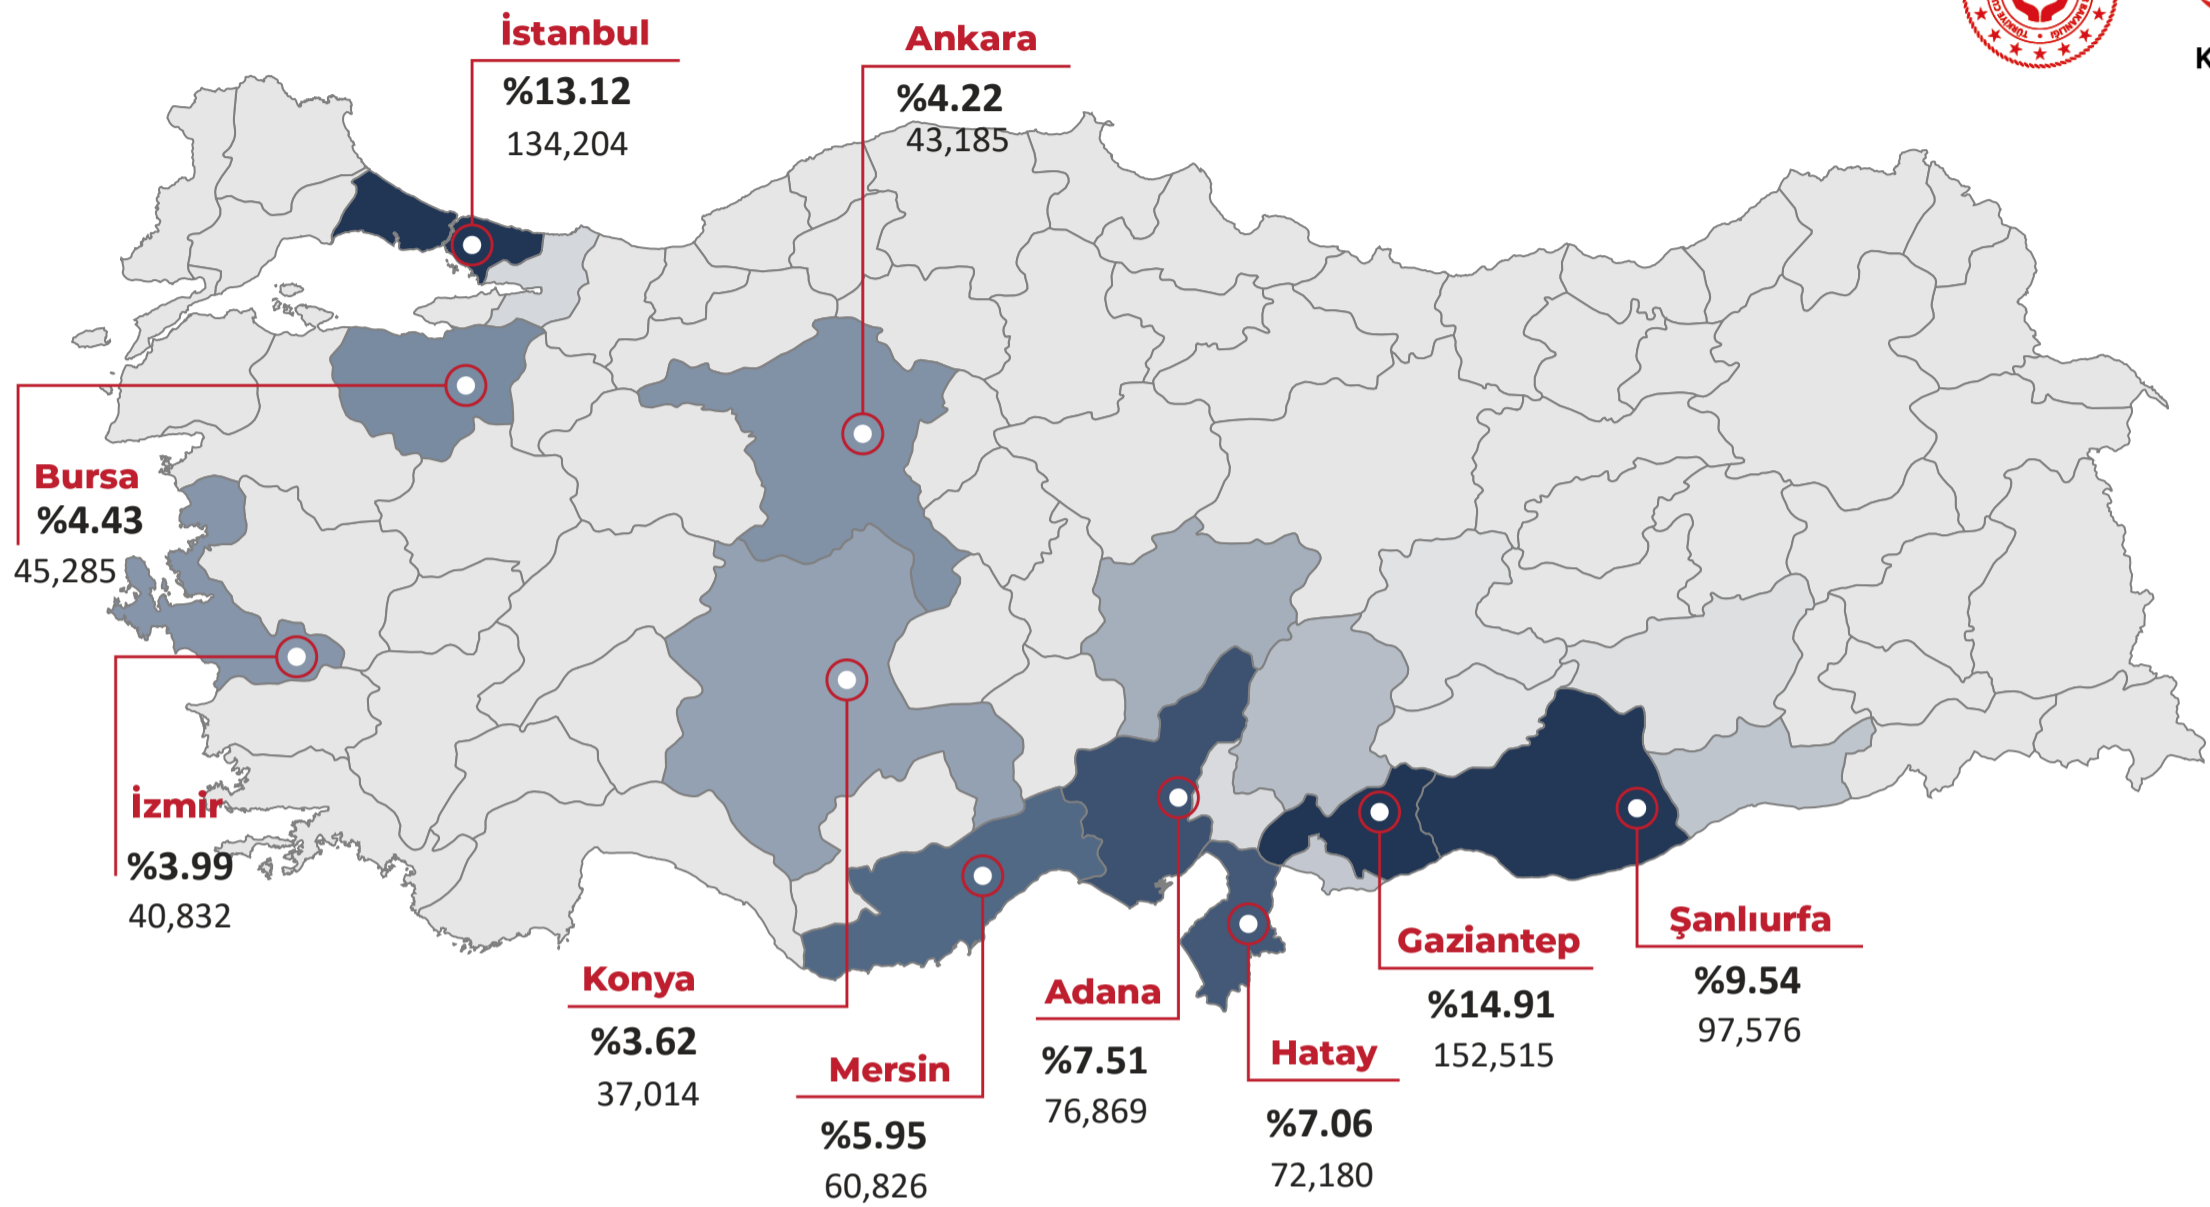 İstanbul
%13.12
134,204
Ankara
%4.22
43,185
Bursa
%4.43
45,285
İzmir
%3.99
40,832
Konya
%3.62
37,014
Mersin
%5.95
60,826
Adana
%7.51
76,869
Hatay
%7.06
72,180
Gaziantep
%14.91
152,515
Şanlıurfa
%9.54
97,576
K